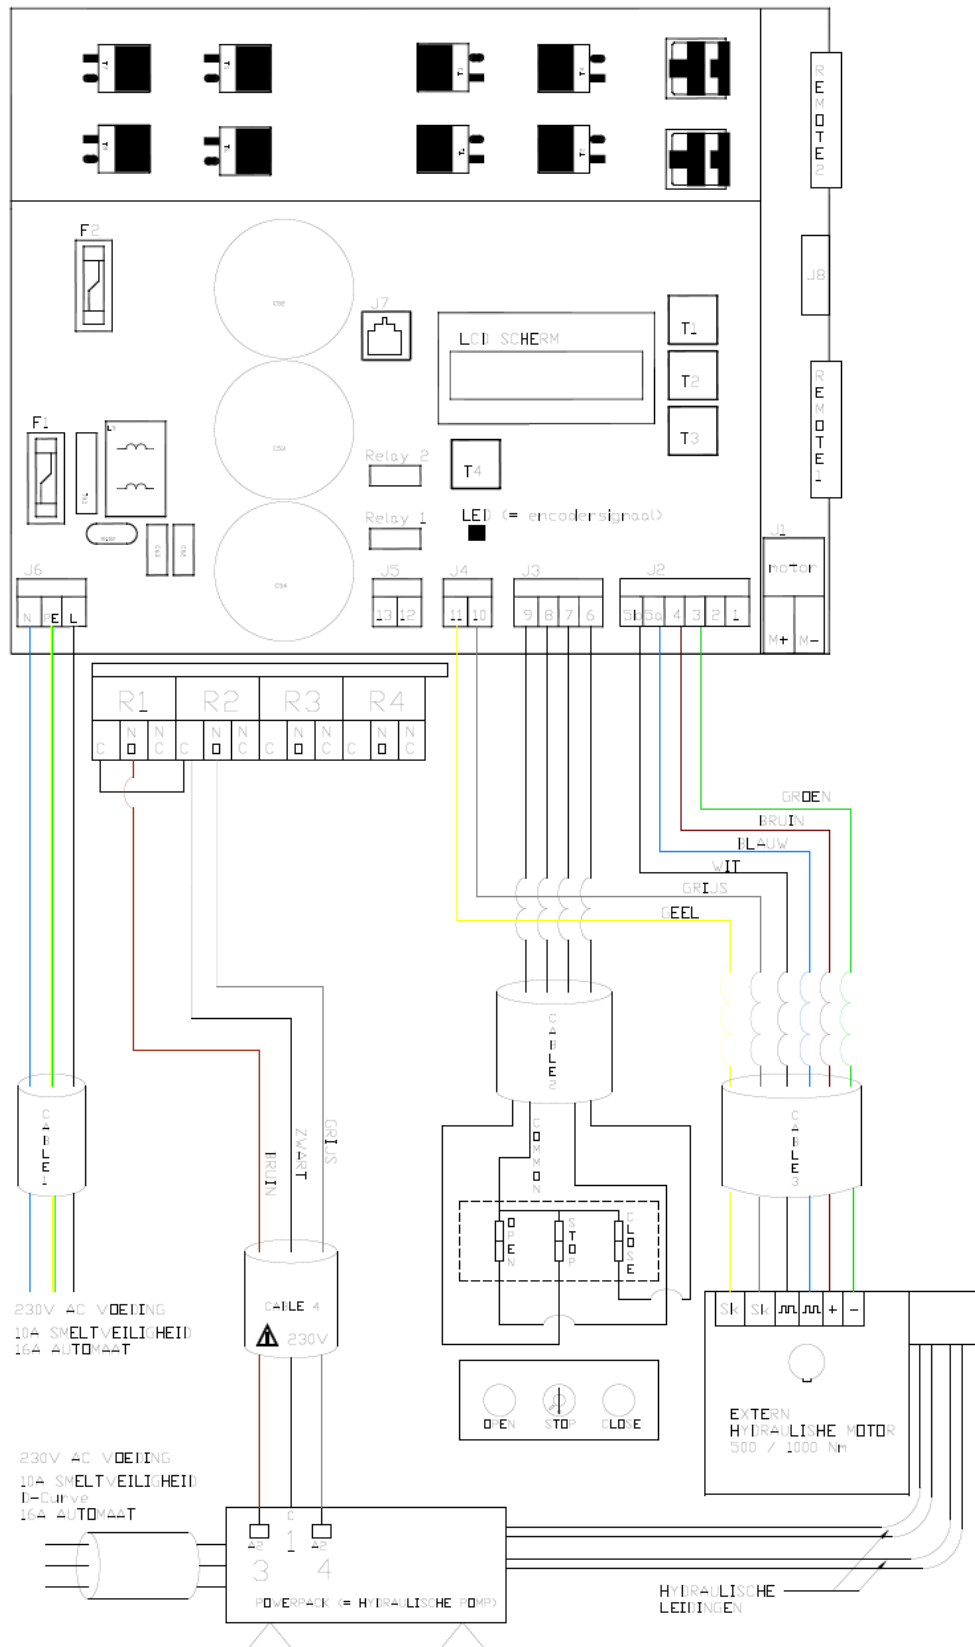 REMOTE 2
F2
J8
J7
LCD SCHERM
T1
T2
T3
REMOTE 1
F1
L1
Relay 2
T4
Relay 1
LED (= encodersignaal)
J1
motor
M+ M-
J6
N PE L
J5
13 12
J4
11 10
J3
9 8 7 6
J2
5b 5a 4 3 2 1
R1 R2 R3 R4
C NO NC C NO NC C NO NC C NO NC
GROEN
BRUIN
BLAUW
WIT
GRIJS
GEEL
CABLE 1
CABLE 2
CABLE 3
COMMON
BRUIN
ZWART
GRIJS
OPEN
STOP
CLOSE
CABLE 4
230V
230V AC VOEDING
10A SMELTVEILIGHEID
16A AUTOMAAT
Sk Sk + -
OPEN STOP CLOSE
EXTERN
HYDRAULISHE MOTOR
500 / 1000 Nm
230V AC VOEDING
10A SMELTVEILIGHEID
D-Curve
16A AUTOMAAT
C
A2 1 A2
3 4
POWERPACK (= HYDRAULISCHE POMP)
HYDRAULISCHE
LEIDINGEN